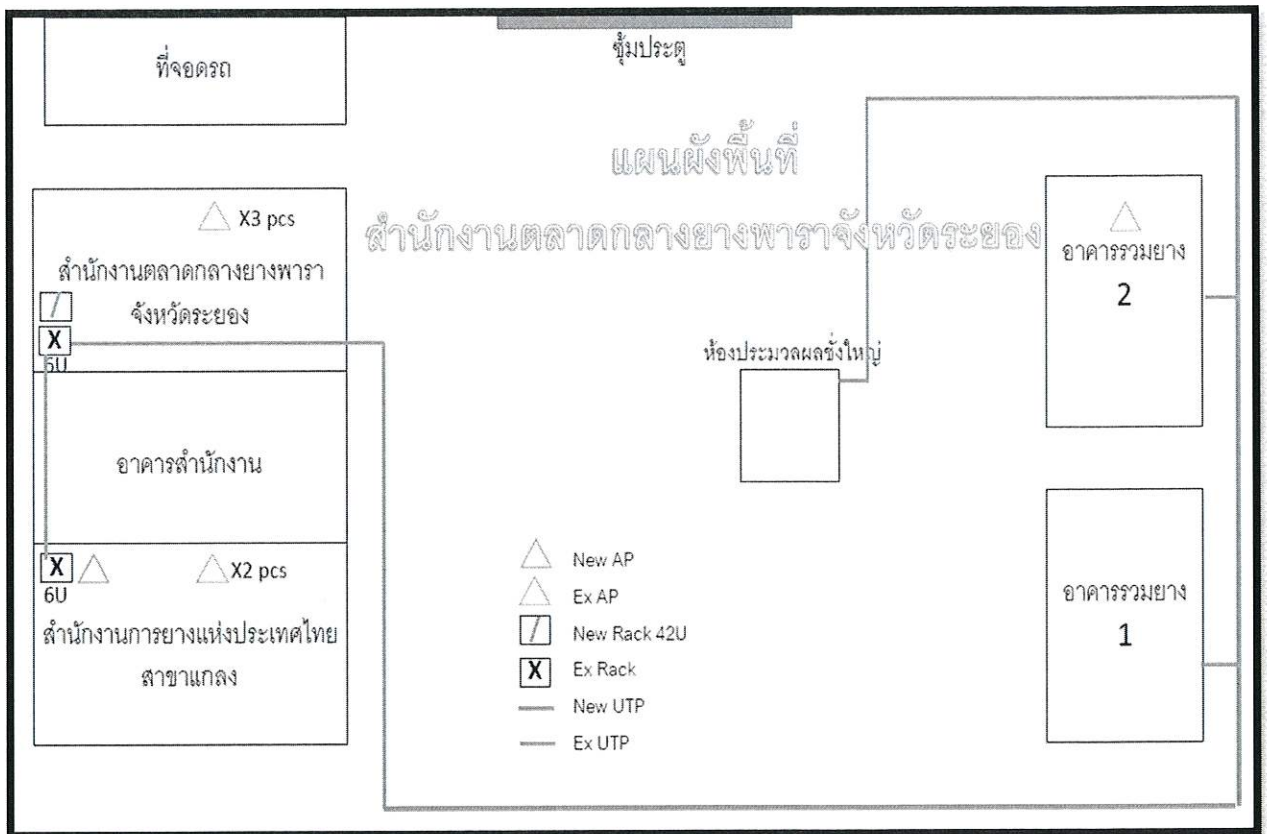 ที่จอดรถ
ซุ้มประตู
แผนผังพื้นที่
สำนักงานตลาดกลางยางพาราจังหวัดระยอง
X3 pcs
สำนักงานตลาดกลางยางพารา
จังหวัดระยอง
/
X
6U
อาคารสำนักงาน
X
X2 pcs
6U
สำนักงานการยางแห่งประเทศไทย
สาขาแกลง
ห้องประมวลผลชั่งใหญ่
อาคารรวมยาง
2
อาคารรวมยาง
1
New AP
Ex AP
/ New Rack 42U
X Ex Rack
New UTP
Ex UTP